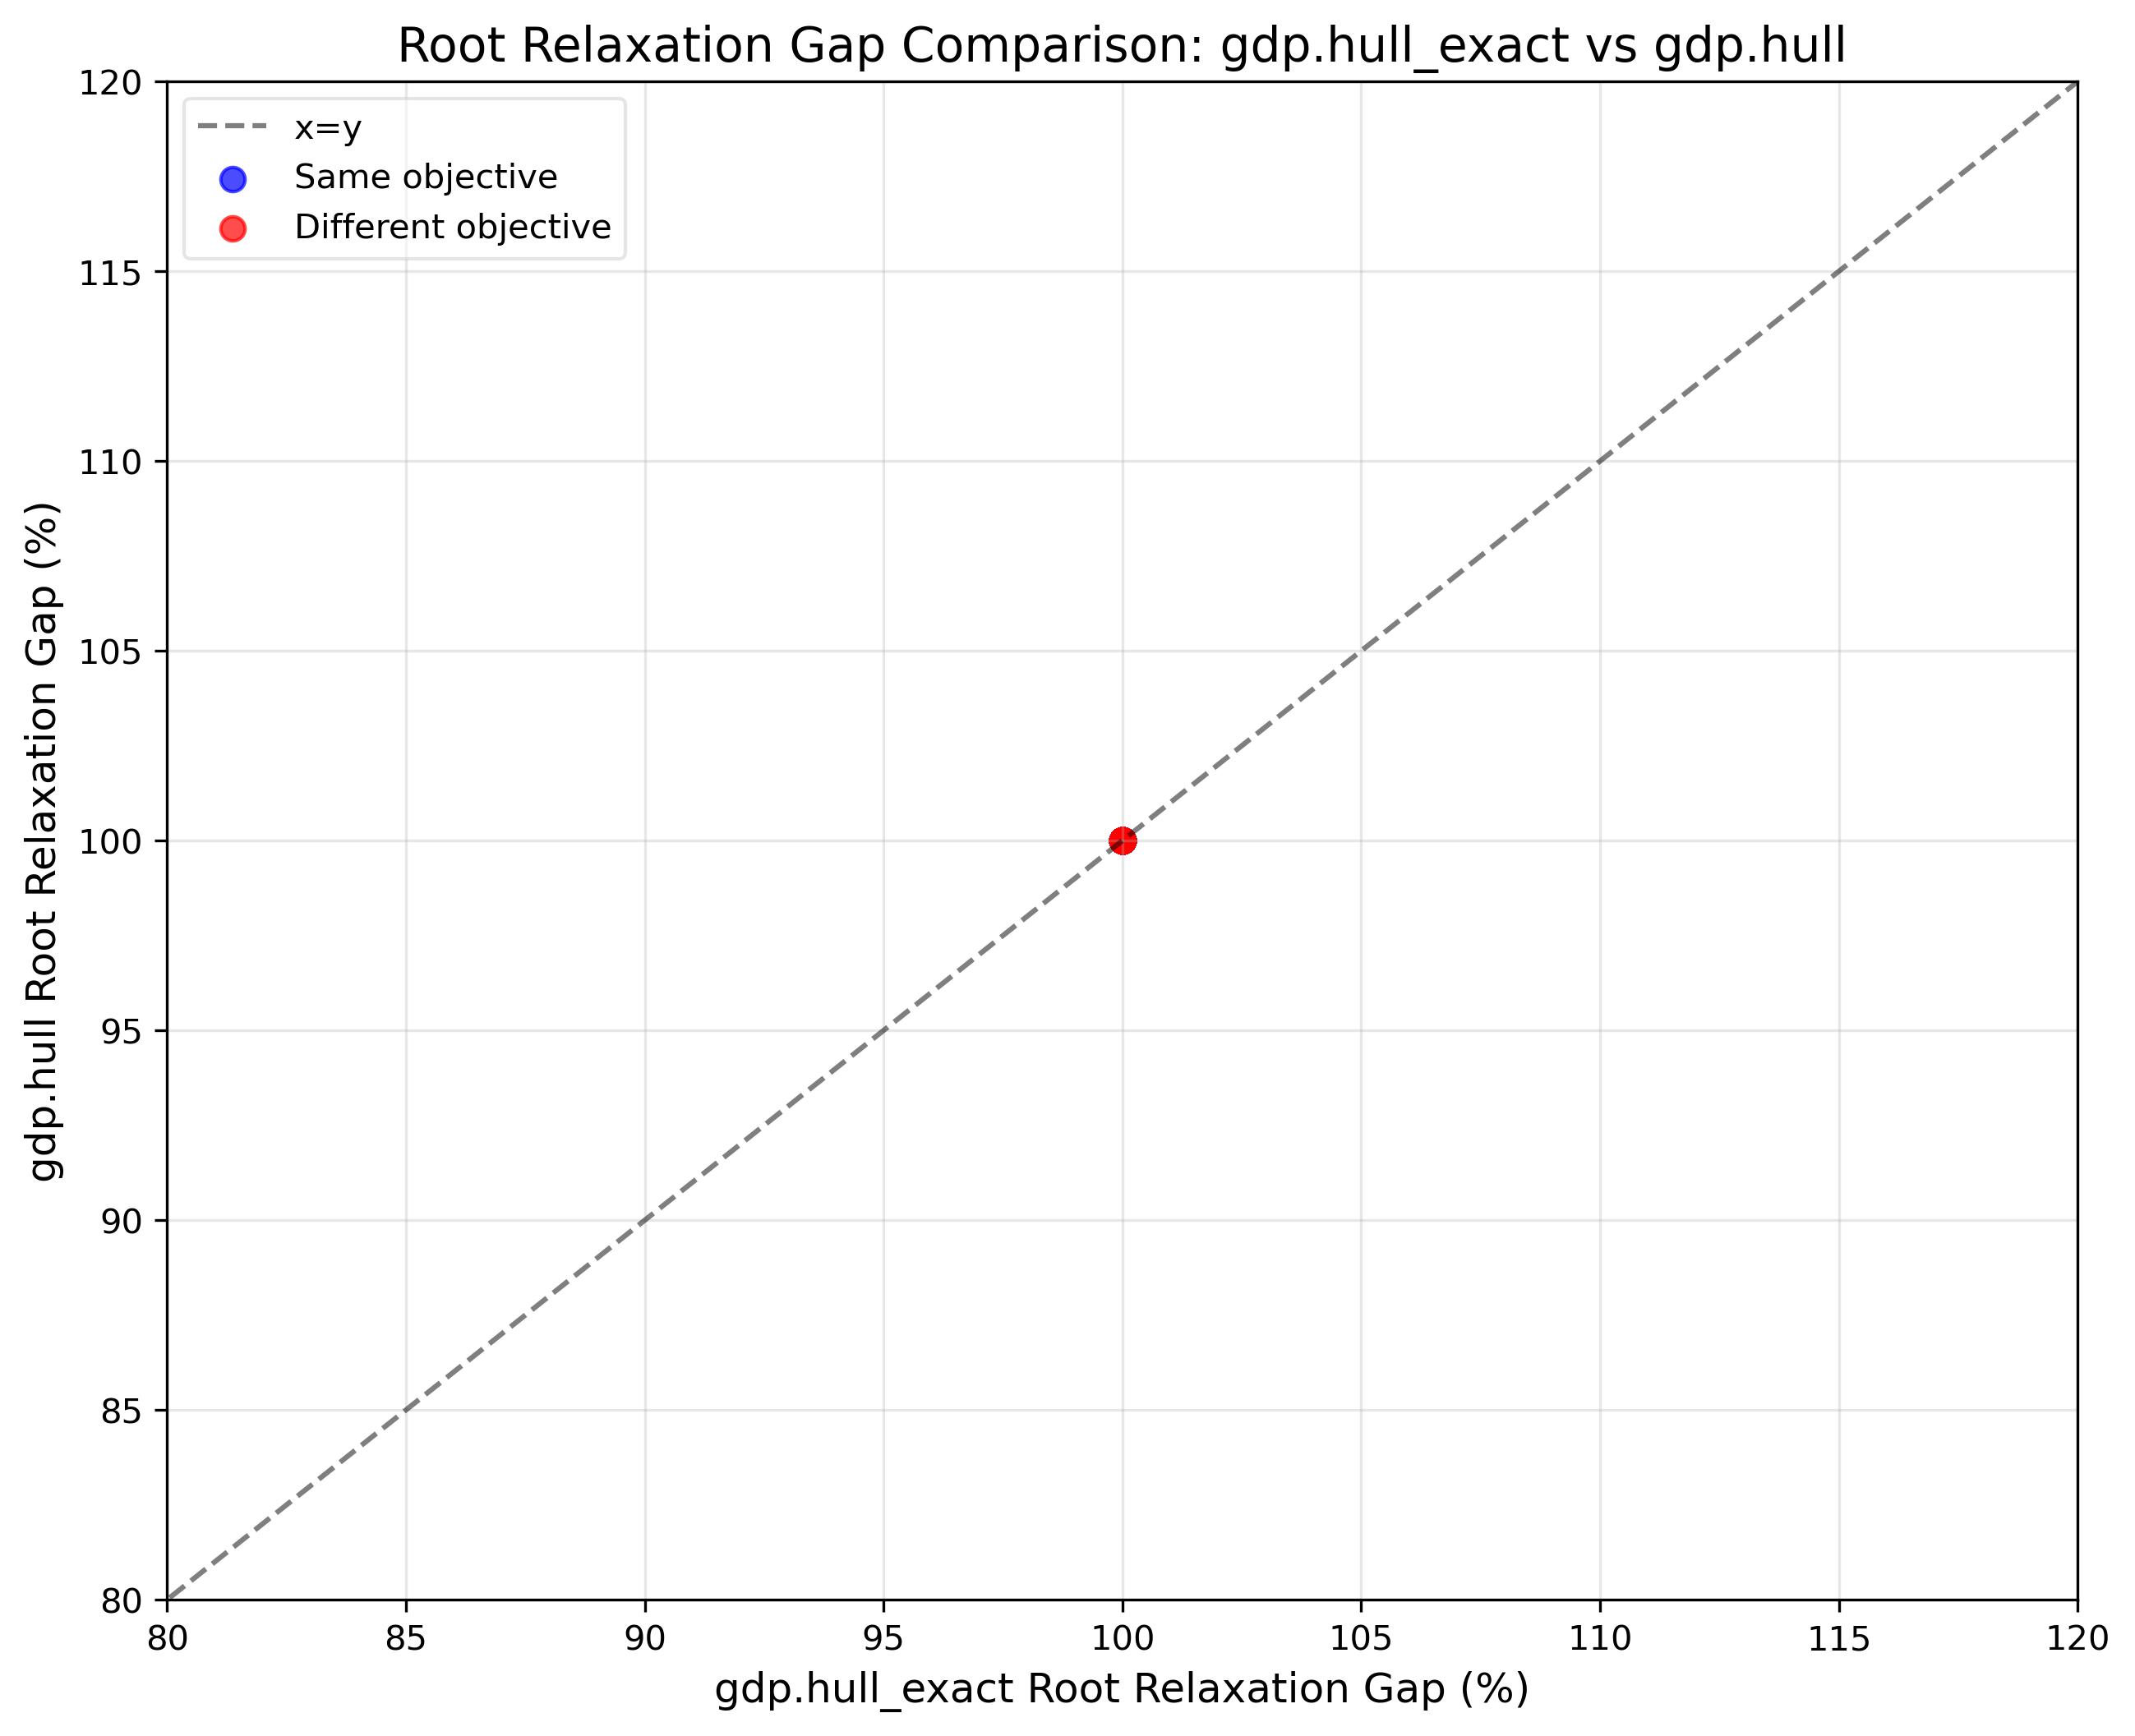 Root Relaxation Gap Comparison: gdp.hull_exact vs gdp.hull
x=y
Same objective
Different objective
gdp.hull Root Relaxation Gap (%)
120
115
110
105
100
95
90
85
80
80 85 90 95 100 105 110 115 120
gdp.hull_exact Root Relaxation Gap (%)